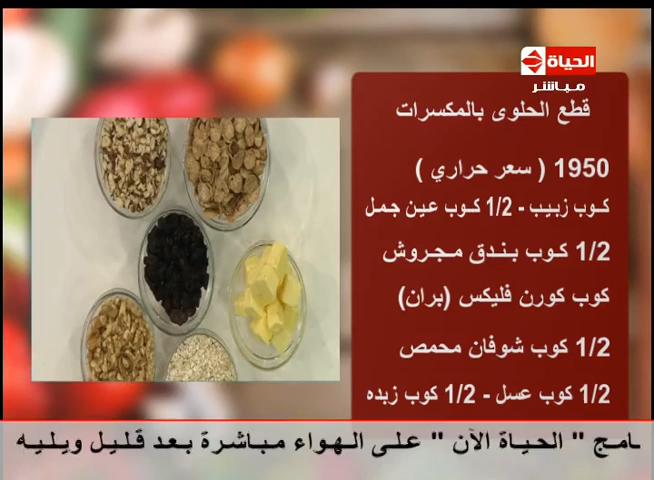 الحياة
مباشر
قطع الحلوى بالمكسرات
1950 ( سعر حراري )
كوب زبيب - 1/2 كوب عين جمل
1/2 كوب بندق مجروش
كوب كورن فليكس (بران)
1/2 كوب شوفان محمص
1/2 كوب عسل - 1/2 كوب زبده
ـامج " الحياة الآن " على الهواء مباشرة بعد قليل ويليه